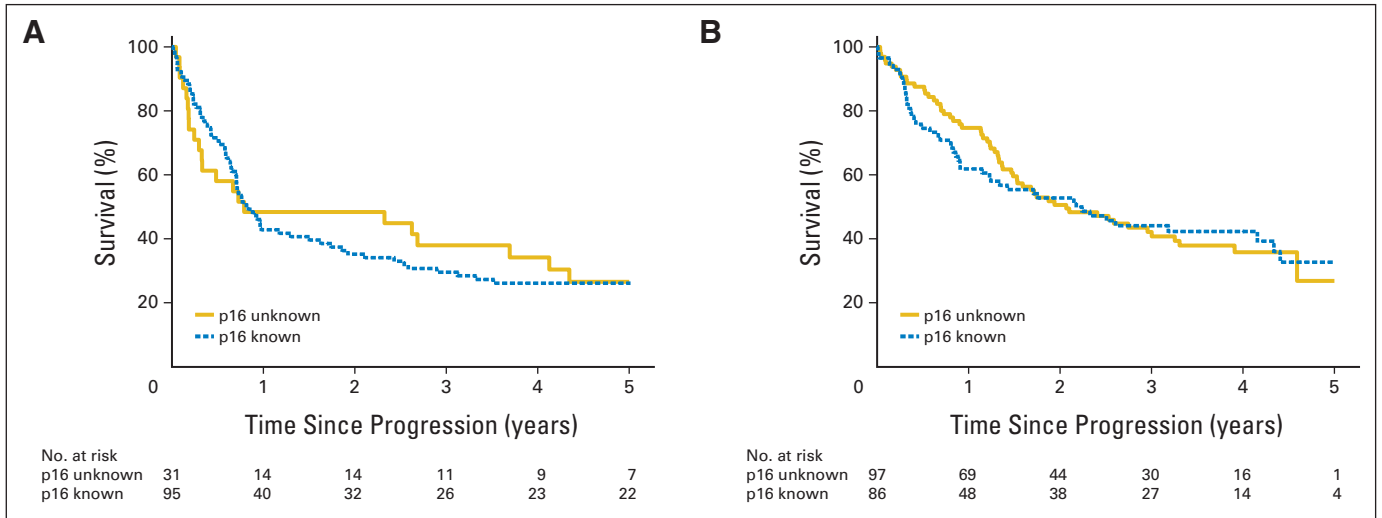 A
100
80
60
40
20
0
Survival (%)
p16 unknown
p16 known
1 2 3 4 5
Time Since Progression (years)
No. at risk
p16 unknown 31 14 14 11 9 7
p16 known 95 40 32 26 23 22
B
100
80
60
40
20
0
Survival (%)
p16 unknown
p16 known
1 2 3 4 5
Time Since Progression (years)
No. at risk
p16 unknown 97 69 44 30 16 1
p16 known 86 48 38 27 14 4